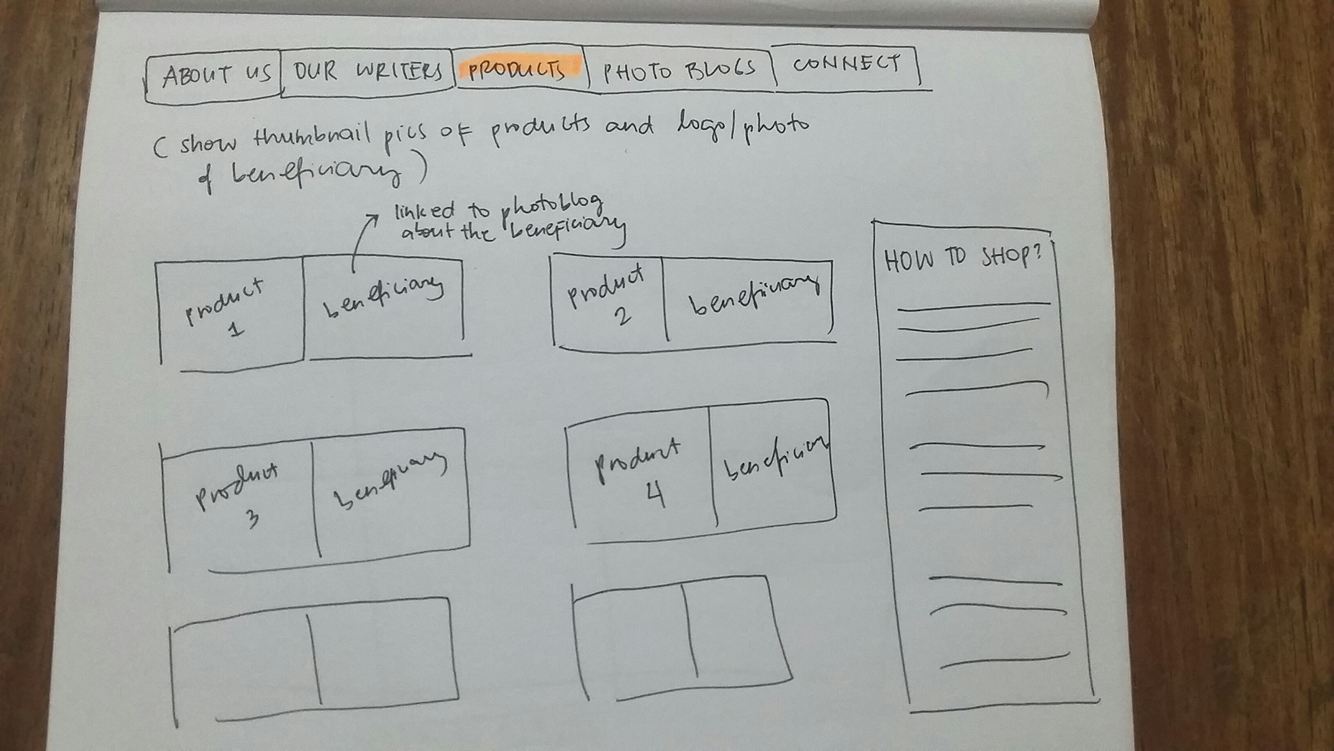 ABOUT US OUR WRITERS PRODUCTS PHOTO BLOGS CONNECT
(show thumbnail pics of products and logo/photo
of beneficiary)
linked to photoblog
about the beneficiary
HOW TO SHOP?
product
1
beneficiary
product
2
beneficiary
product
3
beneficiary
product
4
beneficiary